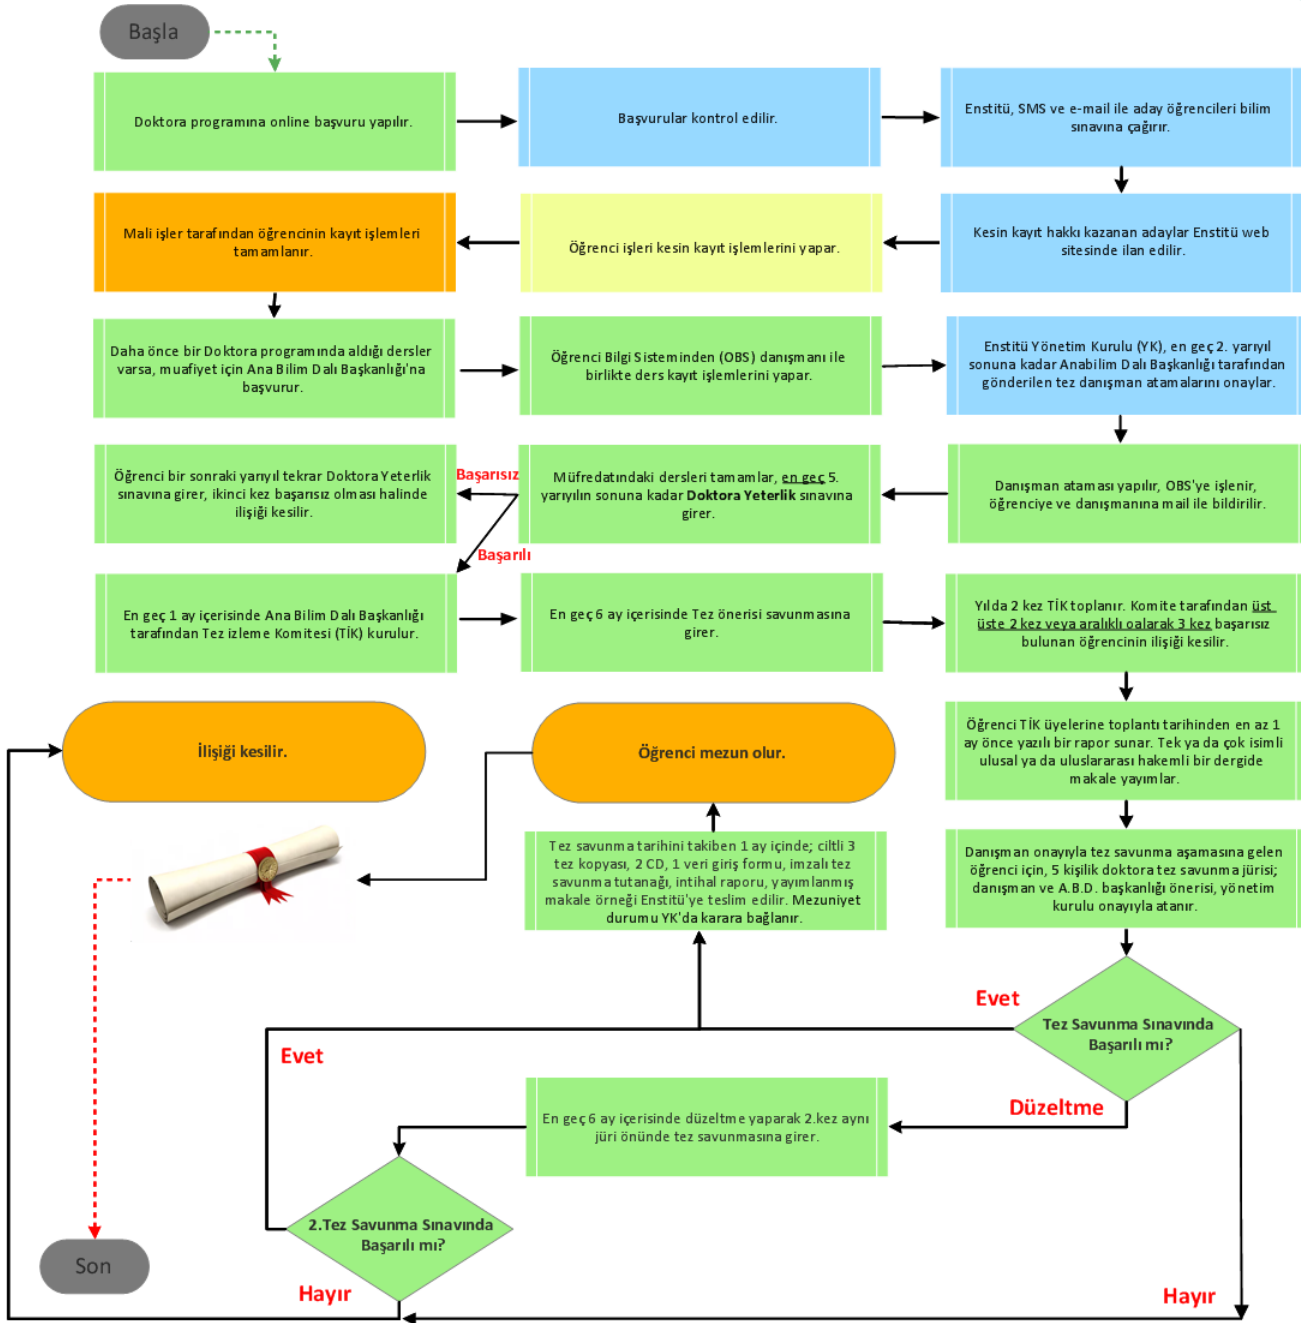 Başla
Doktora programına online başvuru yapılır.
Başvurular kontrol edilir.
Enstitü, SMS ve e-mail ile aday öğrencileri bilim
sınavına çağırır.
Mali işler tarafından öğrencinin kayıt işlemleri
tamamlanır.
Öğrenci işleri kesin kayıt işlemlerini yapar.
Kesin kayıt hakkı kazanan adaylar Enstitü web
sitesinde ilan edilir.
Daha önce bir Doktora programında aldığı dersler
varsa, muafiyet için Ana Bilim Dalı Başkanlığı'na
başvurur.
Öğrenci Bilgi Sisteminden (OBS) danışmanı ile
birlikte ders kayıt işlemlerini yapar.
Enstitü Yönetim Kurulu (YK), en geç 2. yarıyıl
sonuna kadar Anabilim Dalı Başkanlığı tarafından
gönderilen tez danışman atamalarını onaylar.
Öğrenci bir sonraki yarıyıl tekrar Doktora Yeterlik
sınavına girer, ikinci kez başarısız olması halinde
ilişiği kesilir.
Başarısız
Müfredatındaki dersleri tamamlar, en geç 5.
yarıyılın sonuna kadar Doktora Yeterlik sınavına
girer.
Danışman ataması yapılır, OBS'ye işlenir,
öğrenciye ve danışmanına mail ile bildirilir.
Başarılı
En geç 1 ay içerisinde Ana Bilim Dalı Başkanlığı
tarafından Tez izleme Komitesi (TİK) kurulur.
En geç 6 ay içerisinde Tez önerisi savunmasına
girer.
Yılda 2 kez TİK toplanır. Komite tarafından üst
üste 2 kez veya aralıklı oalarak 3 kez başarısız
bulunan öğrencinin ilişiği kesilir.
İlişiği kesilir.
Öğrenci mezun olur.
Öğrenci TİK üyelerine toplantı tarihinden en az 1
ay önce yazılı bir rapor sunar. Tek ya da çok isimli
ulusal ya da uluslararası hakemli bir dergide
makale yayımlar.
Tez savunma tarihini takiben 1 ay içinde; ciltli 3
tez kopyası, 2 CD, 1 veri giriş formu, imzalı tez
savunma tutanağı, intihal raporu, yayımlanmış
makale örneği Enstitü'ye teslim edilir. Mezuniyet
durumu YK'da karara bağlanır.
Danışman onayıyla tez savunma aşamasına gelen
öğrenci için, 5 kişilik doktora tez savunma jürisi;
danışman ve A.B.D. başkanlığı önerisi, yönetim
kurulu onayıyla atanır.
Evet
Tez Savunma Sınavında
Başarılı mı?
Evet
Düzeltme
En geç 6 ay içerisinde düzeltme yaparak 2.kez aynı
jüri önünde tez savunmasına girer.
2.Tez Savunma Sınavında
Başarılı mı?
Son
Hayır
Hayır